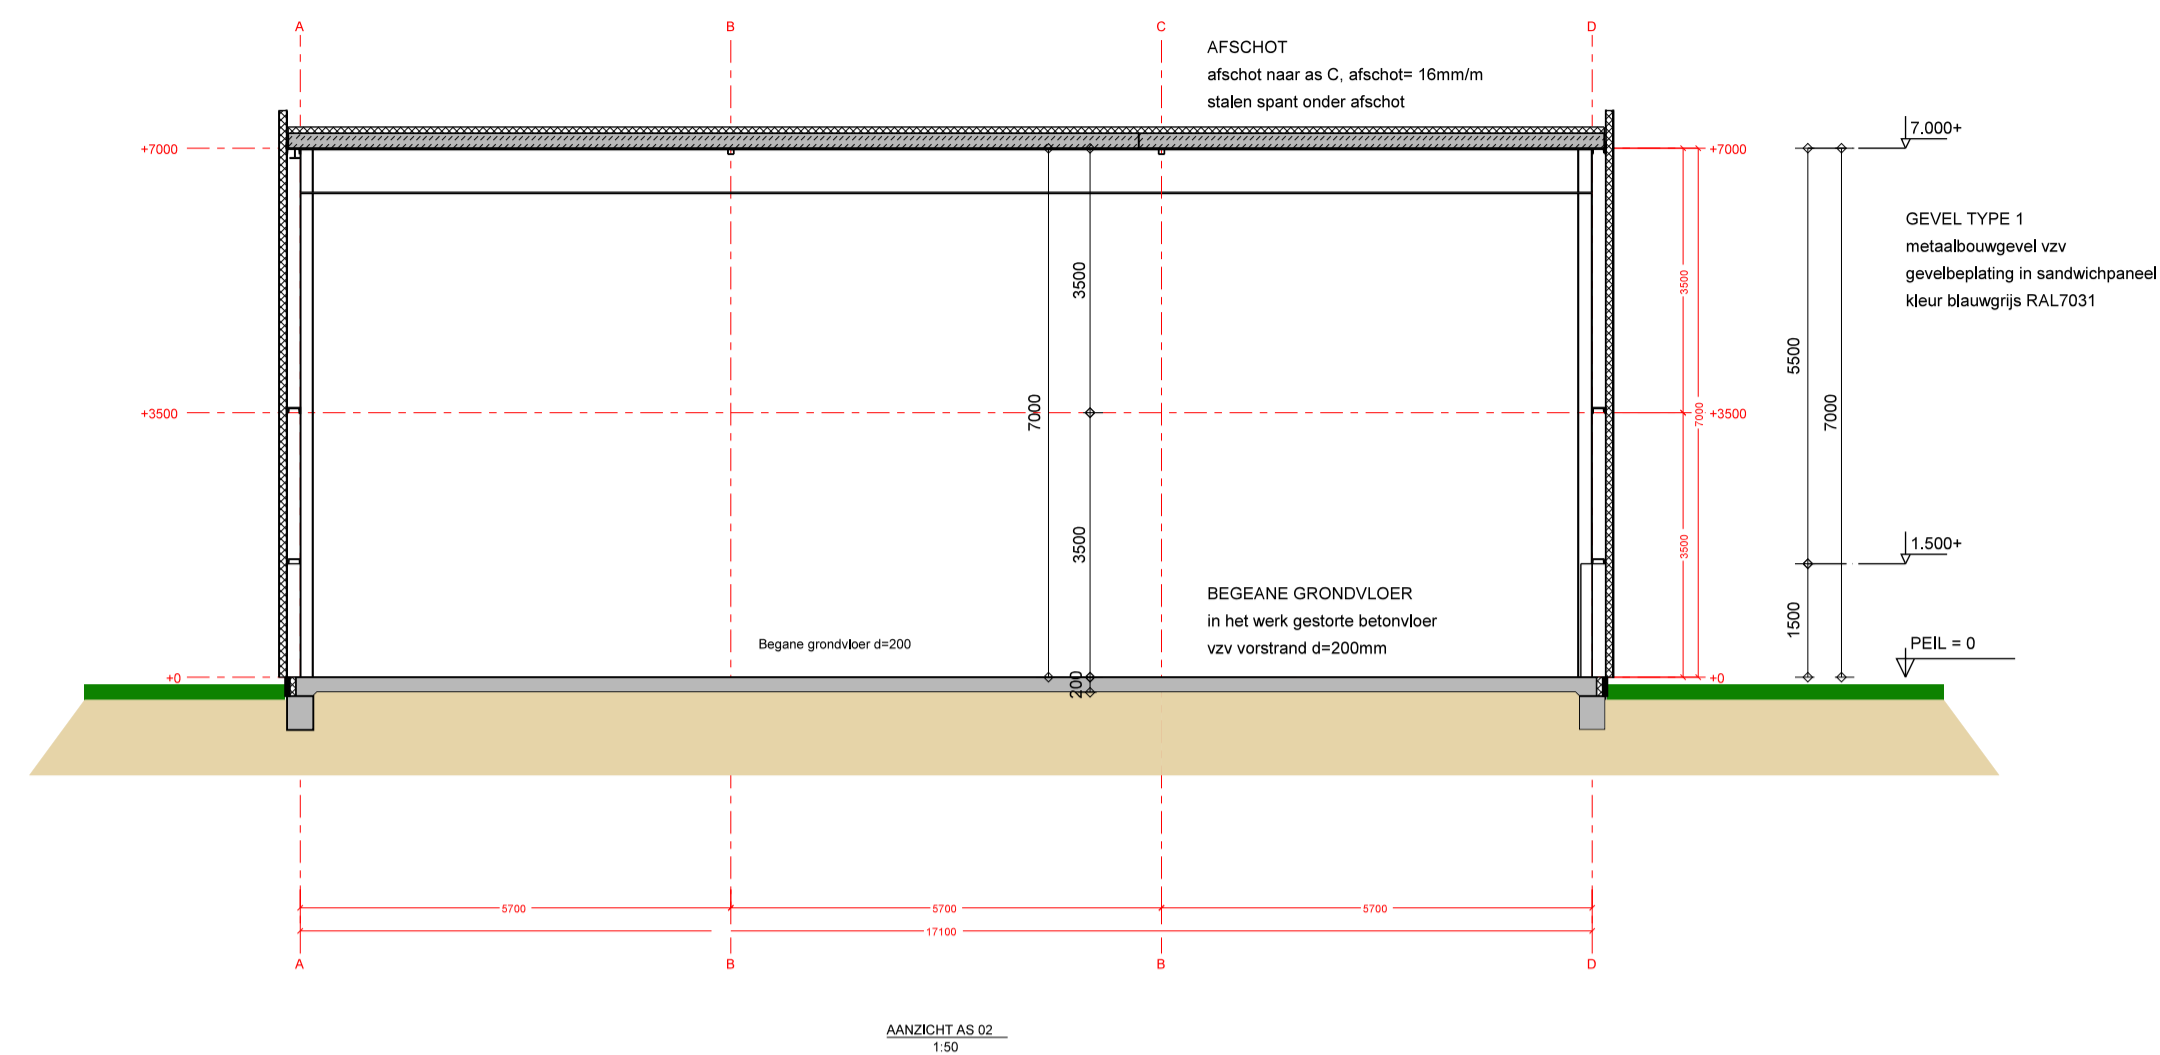 A
B
C
D
AFSCHOT
afschot naar as C, afschot= 16mm/m
stalen spant onder afschot
7.000+
+7000
+7000
GEVEL TYPE 1
metaalbouwgevel vzv
gevelbeplating in sandwichpaneel
kleur blauwgrijs RAL7031
3500
3500
5500
+3500
7000
7000
+3500
7000
3500
3500
1.500+
1500
BEGEANE GRONDVLOER
in het werk gestorte betonvloer
vzv vorstrand d=200mm
Begane grondvloer d=200
PEIL = 0
+0
200
+0
5700
5700
5700
17100
A
B
B
D
AANZICHT AS 02
1:50